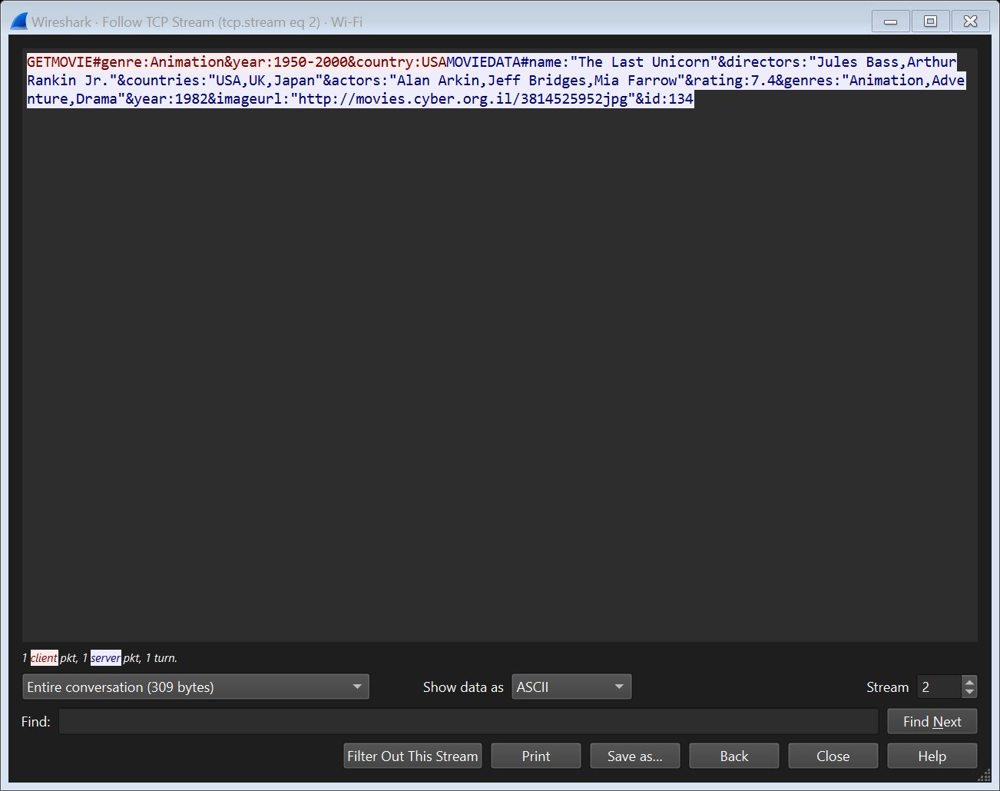 Wireshark · Follow TCP Stream (tcp.stream eq 2) · Wi-Fi
GETMOVIE#genre:Animation&year:1950-2000&country:USAMOVIEDATA#name:"The Last Unicorn"&directors:"Jules Bass,Arthur
Rankin Jr."&countries:"USA,UK,Japan"&actors:"Alan Arkin,Jeff Bridges,Mia Farrow"&rating:7.4&genres:"Animation,Adve
nture,Drama"&year:1982&imageurl:"http://movies.cyber.org.il/3814525952jpg"&id:134
1 client pkt, 1 server pkt, 1 turn.
Entire conversation (309 bytes) Show data as ASCII Stream 2
Find: Find Next
Filter Out This Stream Print Save as... Back Close Help